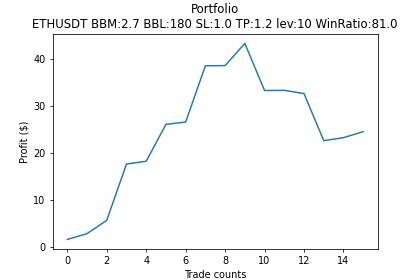 Portfolio
ETHUSDT BBM:2.7 BBL:180 SL:1.0 TP:1.2 lev:10 WinRatio:81.0
40
30
20
10
0
Profit ($)
0 2 4 6 8 10 12 14
Trade counts